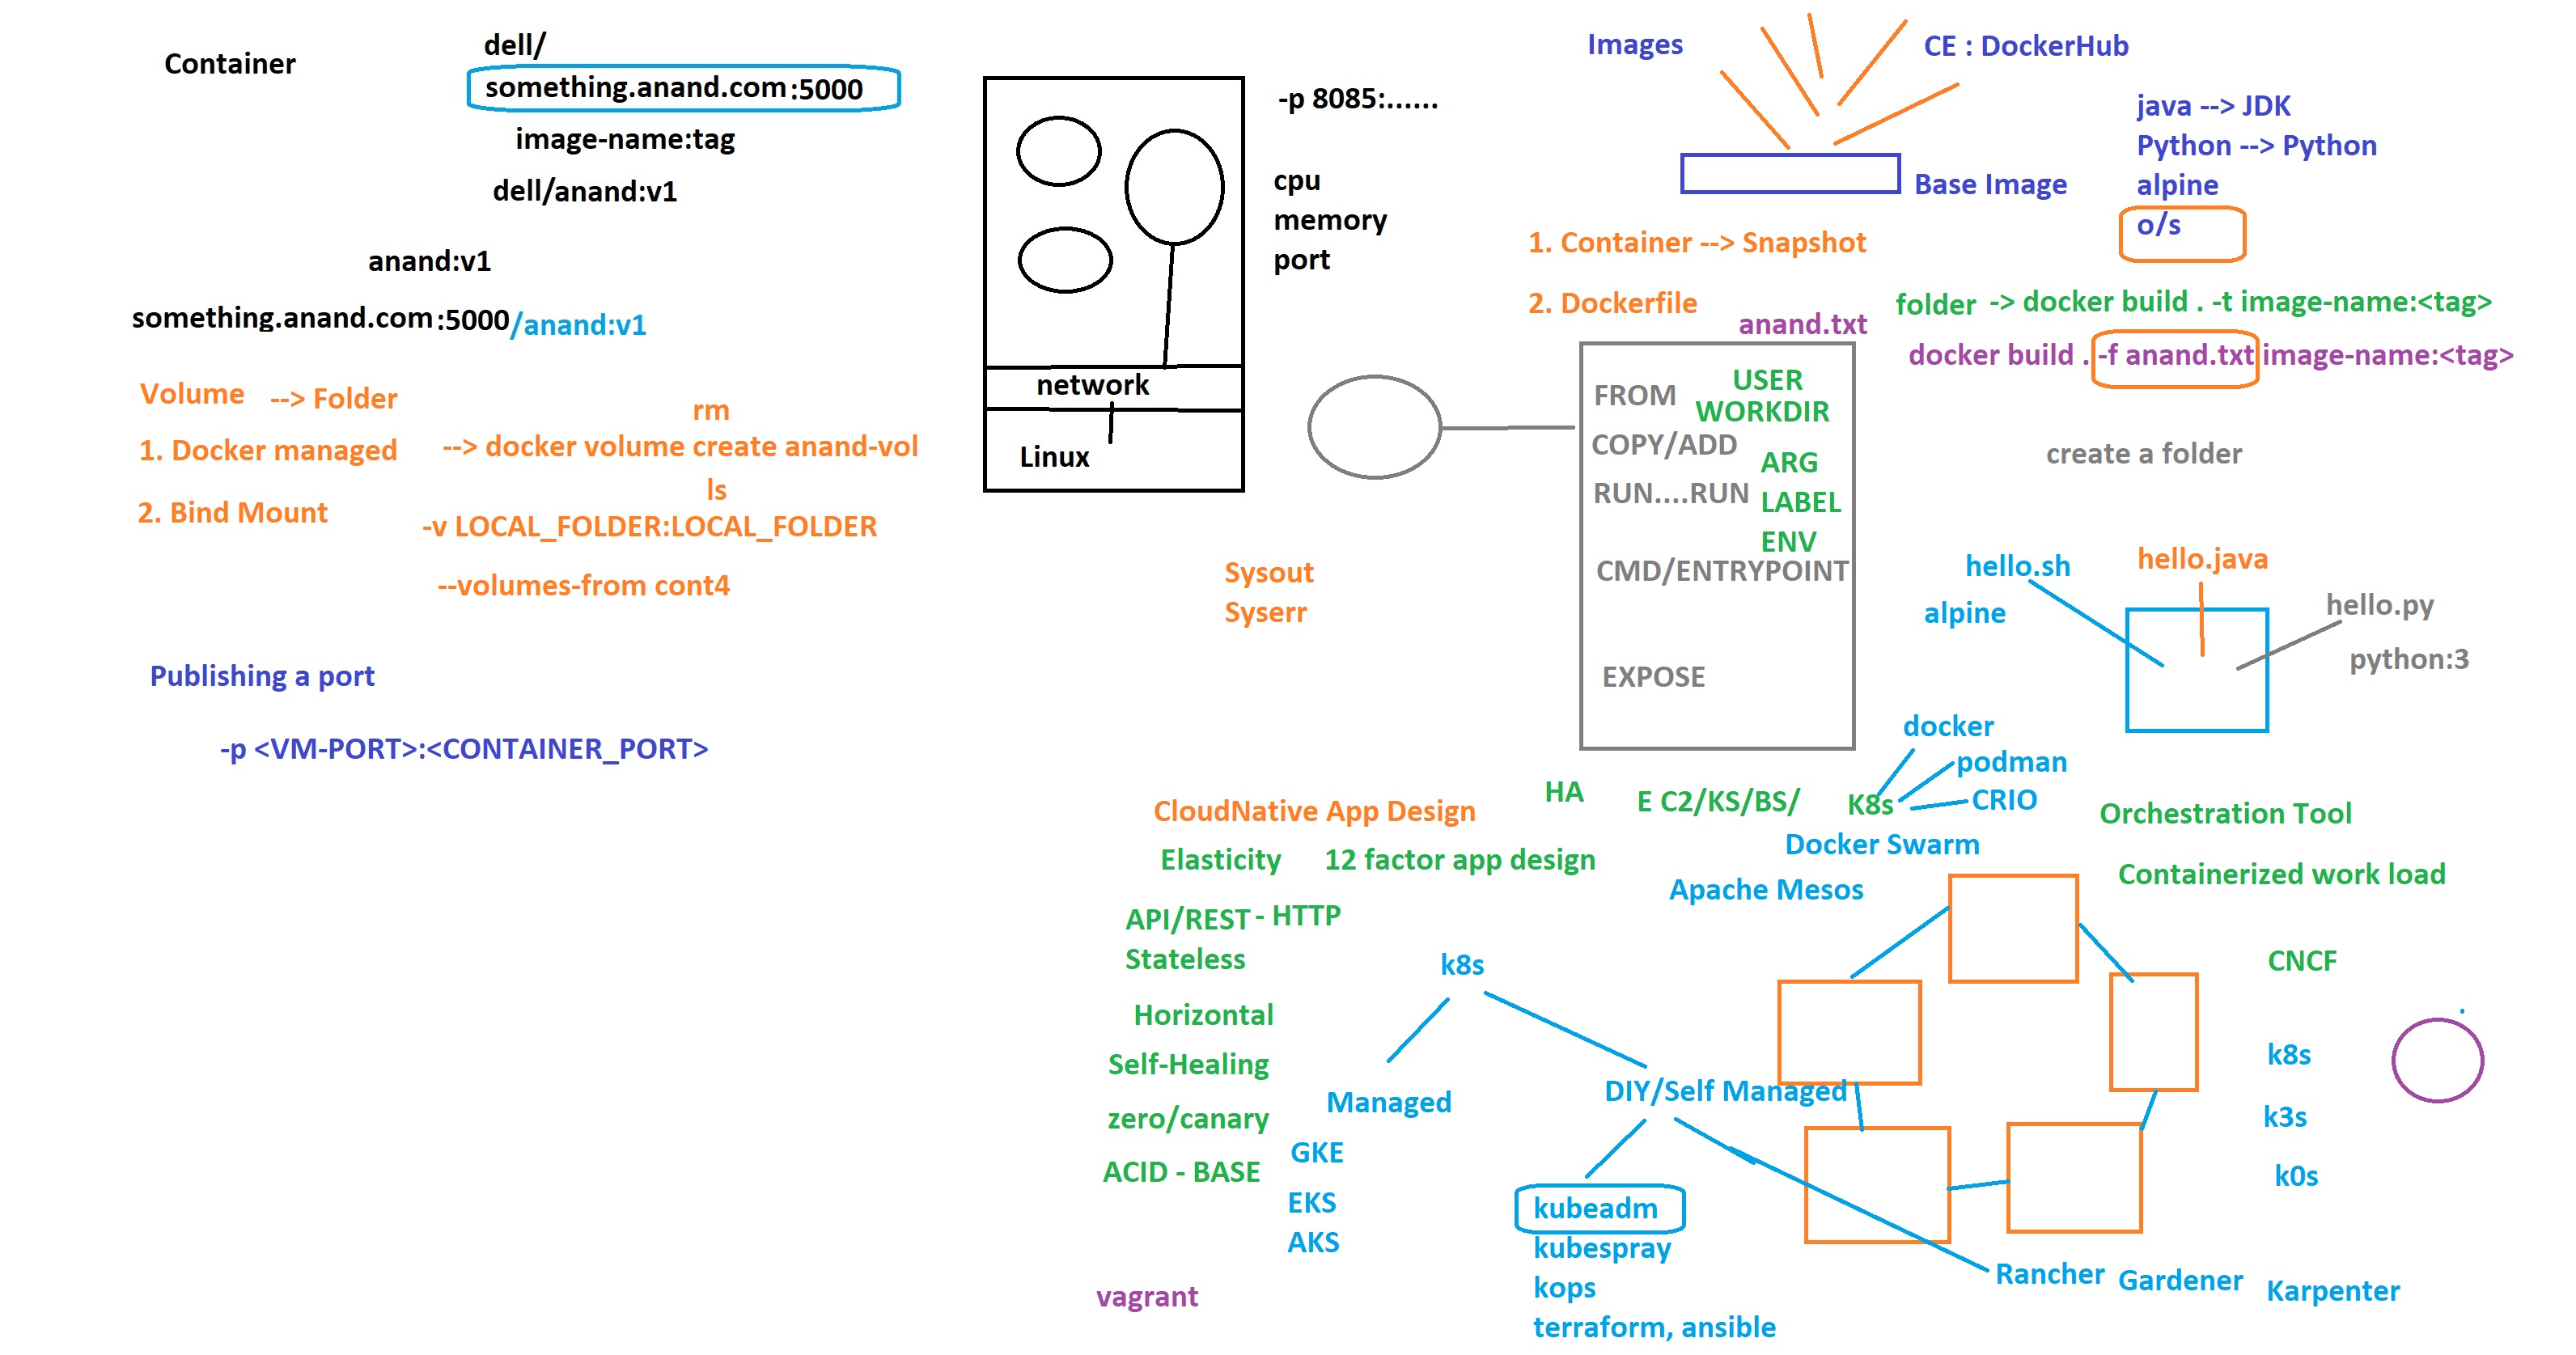 Container
dell/
something.anand.com:5000
image-name:tag
dell/anand:v1
anand:v1
something.anand.com:5000/anand:v1
Volume --> Folder
rm
1. Docker managed --> docker volume create anand-vol
ls
2. Bind Mount
-v LOCAL_FOLDER:LOCAL_FOLDER
--volumes-from cont4
Publishing a port
-p <VM-PORT>:<CONTAINER_PORT>
network
Linux
-p 8085:......
cpu
memory
port
Sysout
Syserr
Images
CE : DockerHub
java --> JDK
Python --> Python
alpine
o/s
Base Image
1. Container --> Snapshot
2. Dockerfile
anand.txt
folder -> docker build . -t image-name:<tag>
docker build . -f anand.txt image-name:<tag>
FROM
USER
WORKDIR
COPY/ADD
ARG
RUN....RUN
LABEL
ENV
CMD/ENTRYPOINT
EXPOSE
create a folder
hello.sh
hello.java
hello.py
alpine
python:3
docker
podman
K8s
CRIO
HA
E C2/KS/BS/
Docker Swarm
Apache Mesos
Orchestration Tool
Containerized work load
CloudNative App Design
Elasticity
12 factor app design
API/REST - HTTP
Stateless
Horizontal
Self-Healing
zero/canary
ACID - BASE
k8s
Managed
GKE
EKS
AKS
DIY/Self Managed
kubeadm
kubespray
kops
terraform, ansible
Rancher
Gardener
Karpenter
CNCF
k8s
k3s
k0s
vagrant